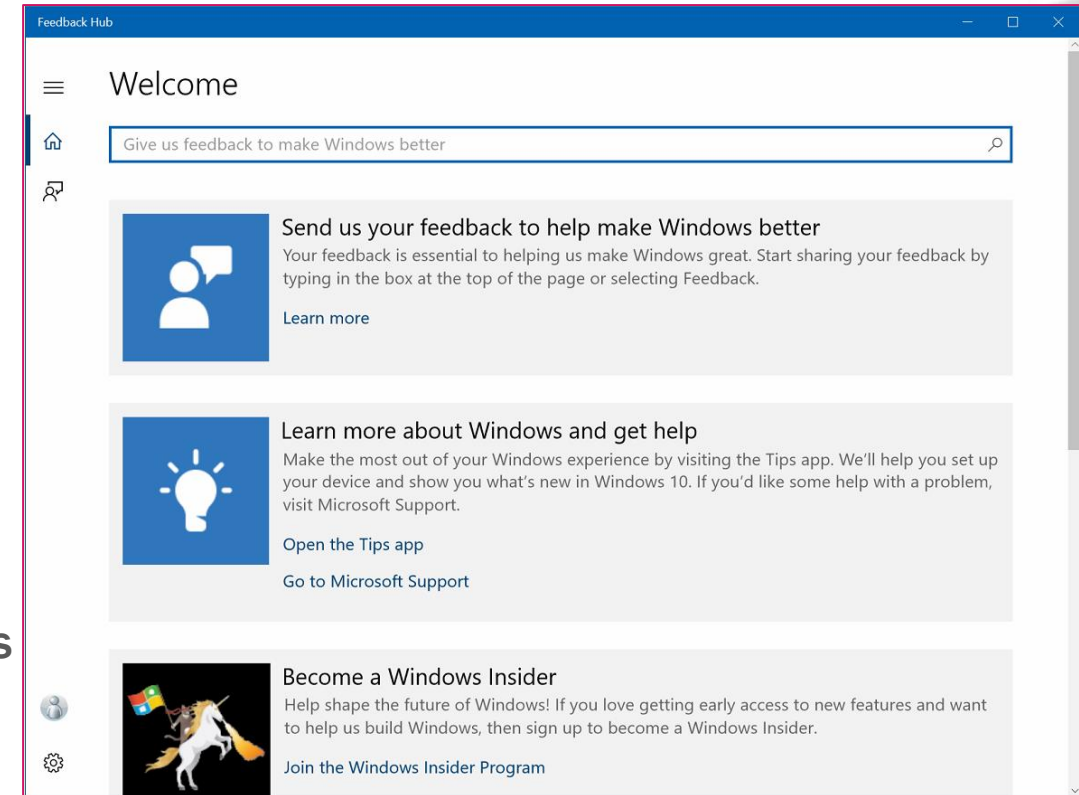 Feedback Hub
Welcome
Give us feedback to make Windows better
Send us your feedback to help make Windows better
Your feedback is essential to helping us make Windows great. Start sharing your feedback by
typing in the box at the top of the page or selecting Feedback.
Learn more
Learn more about Windows and get help
Make the most out of your Windows experience by visiting the Tips app. We'll help you set up
your device and show you what's new in Windows 10. If you'd like some help with a problem,
visit Microsoft Support.
Open the Tips app
Go to Microsoft Support
s
Become a Windows Insider
Help shape the future of Windows! If you love getting early access to new features and want
to help us build Windows, then sign up to become a Windows Insider.
Join the Windows Insider Program